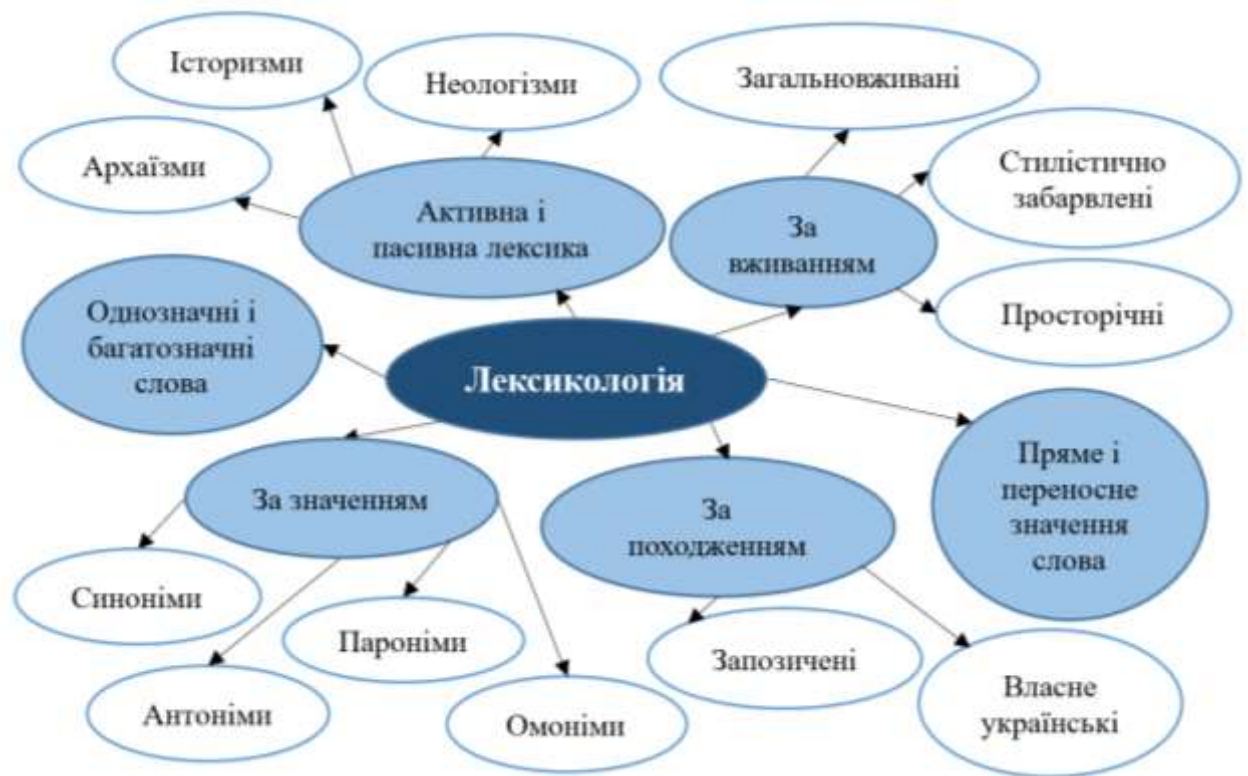 Історизми
Неологізми
Загальновживані
Архаїзми
Стилістично
забарвлені
Активна і
пасивна лексика
За
вживанням
Просторічні
Однозначні і
багатозначні
слова
Лексикологія
Пряме і
переносне
значення
слова
За значенням
За
походженням
Синоніми
Пароніми
Запозичені
Власне
українські
Антоніми
Омоніми